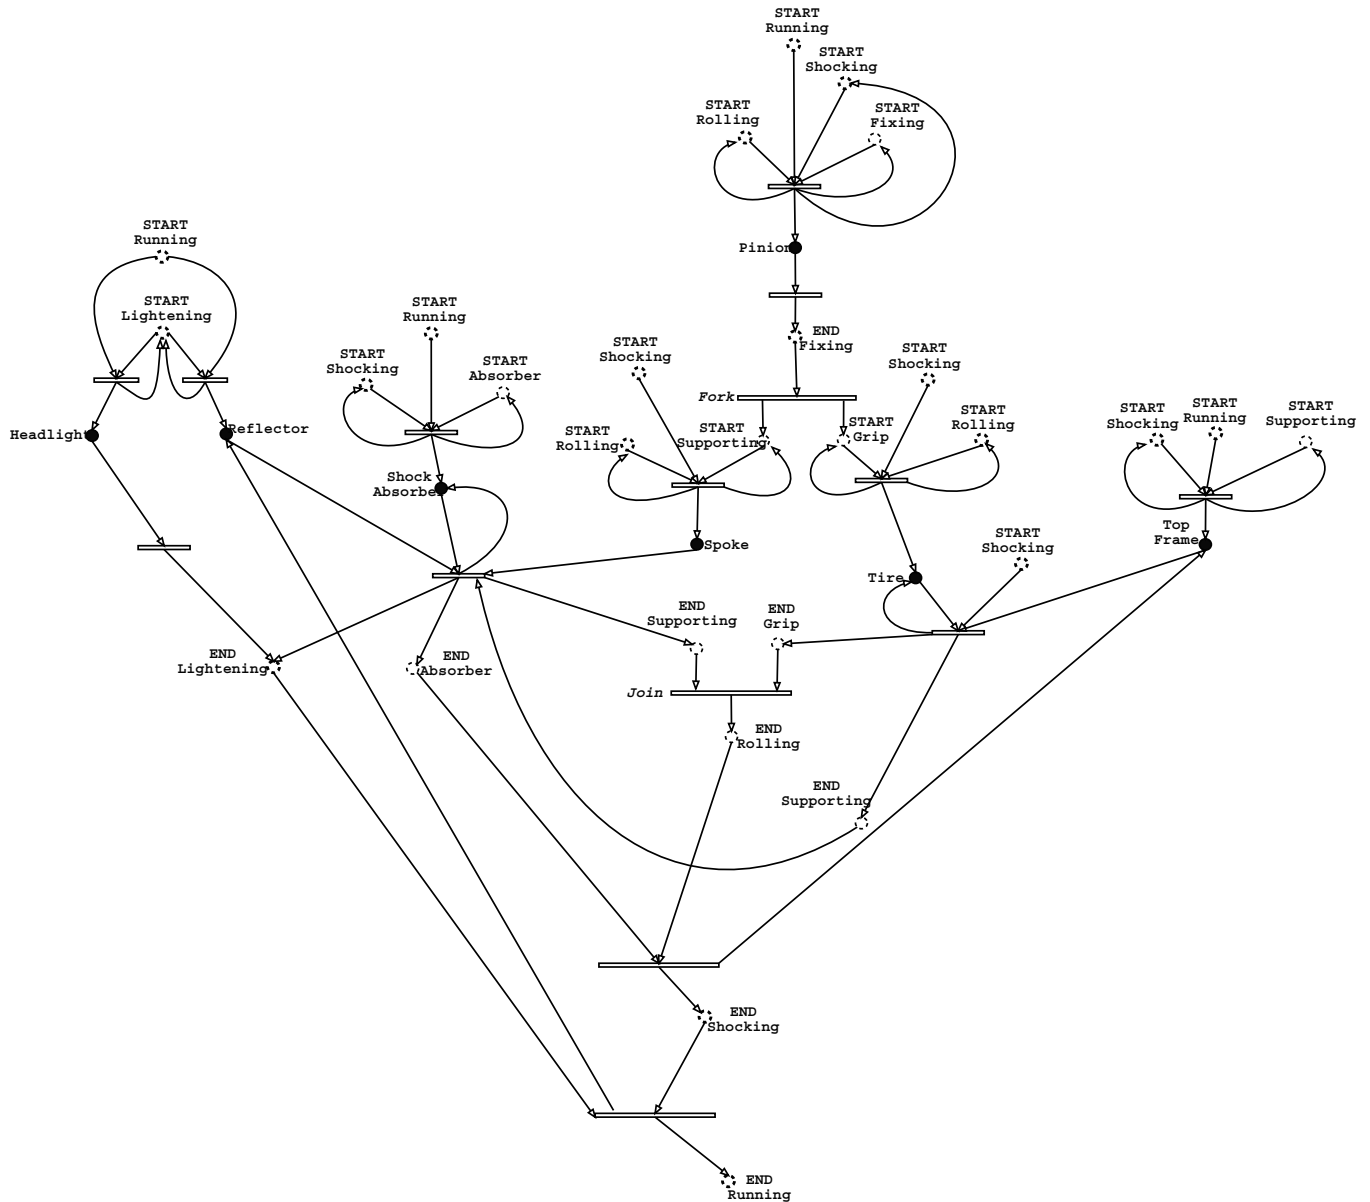 START
Running
START
Shocking
START
Rolling
START
Fixing
START
Running
Pinion
START
Lightening
START
Running
END
Fixing
START
Shocking
START
Shocking
START
Shocking
START
Absorber
Fork
START
Rolling
START
Supporting
START
Grip
START
Rolling
START
Shocking
START
Running
START
Supporting
Headlight
Reflector
Shock
Absorber
Spoke
START
Shocking
Top
Frame
Tire
END
Supporting
END
Grip
END
Lightening
END
Absorber
Join
END
Rolling
END
Supporting
END
Shocking
END
Running